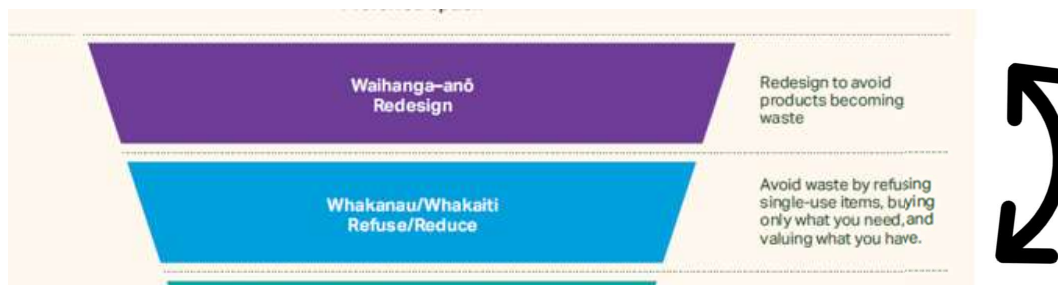 Waihanga–anō
Redesign
Redesign to avoid
products becoming
waste
Whakanau/Whakaiti
Refuse/Reduce
Avoid waste by refusing
single-use items, buying
only what you need, and
valuing what you have.